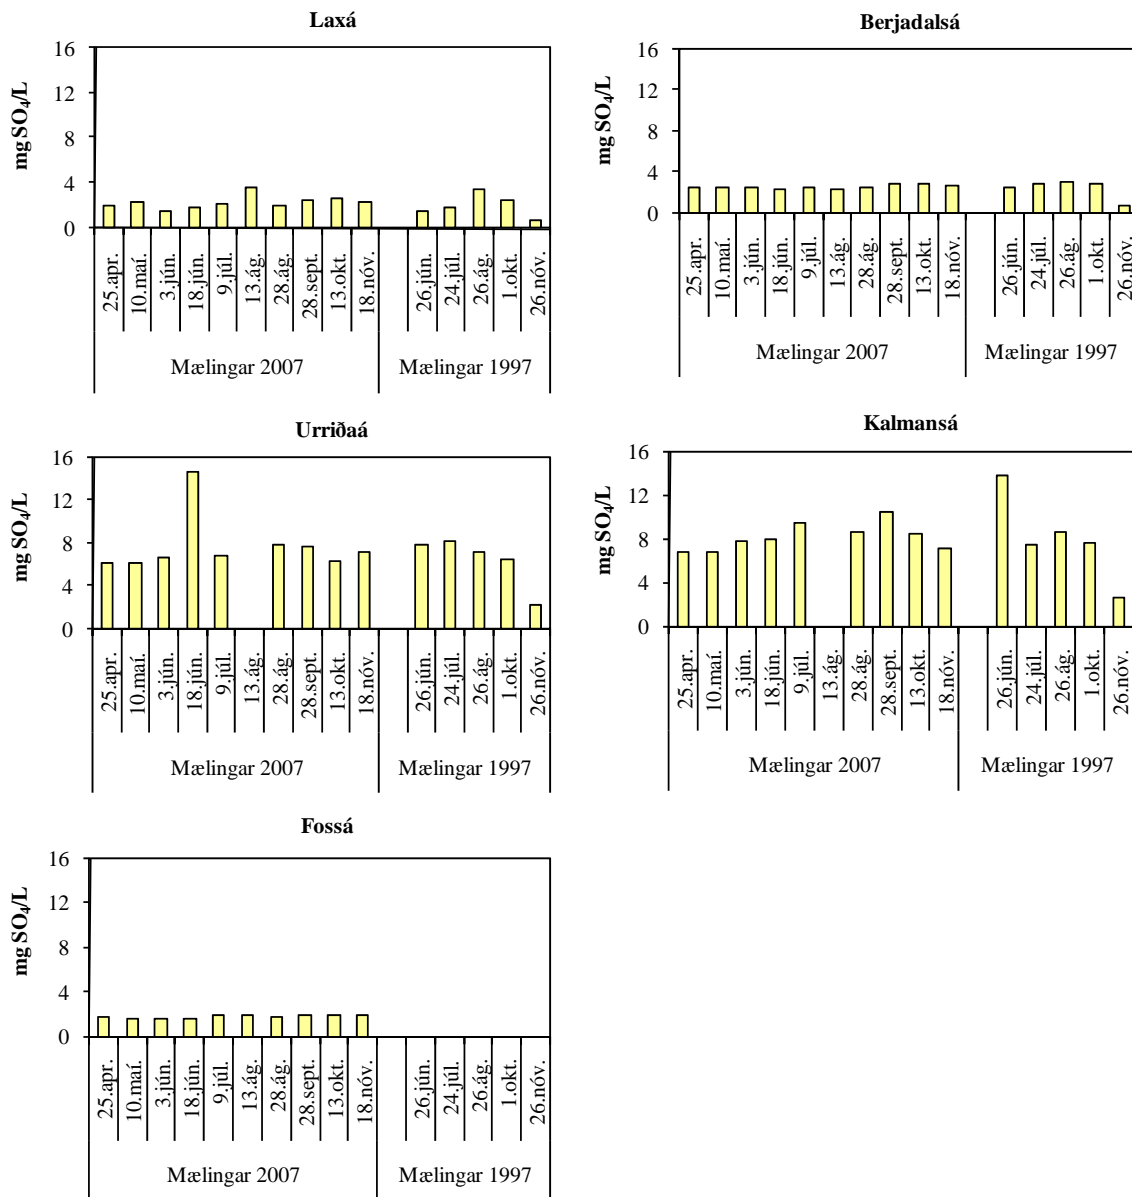 Laxá
mg SO₄/L
16
12
8
4
0
25.apr.
10.maí.
3.jún.
18.jún.
9.júl.
13.ág.
28.ág.
28.sept.
13.okt.
18.nóv.
26.jún.
24.júl.
26.ág.
1.okt.
26.nóv.
Mælingar 2007
Mælingar 1997
Berjadalsá
mg SO₄/L
16
12
8
4
0
25.apr.
10.maí.
3.jún.
18.jún.
9.júl.
13.ág.
28.ág.
28.sept.
13.okt.
18.nóv.
26.jún.
24.júl.
26.ág.
1.okt.
26.nóv.
Mælingar 2007
Mælingar 1997
Urriðaá
mg SO₄/L
16
12
8
4
0
25.apr.
10.maí.
3.jún.
18.jún.
9.júl.
13.ág.
28.ág.
28.sept.
13.okt.
18.nóv.
26.jún.
24.júl.
26.ág.
1.okt.
26.nóv.
Mælingar 2007
Mælingar 1997
Kalmansá
mg SO₄/L
16
12
8
4
0
25.apr.
10.maí.
3.jún.
18.jún.
9.júl.
13.ág.
28.ág.
28.sept.
13.okt.
18.nóv.
26.jún.
24.júl.
26.ág.
1.okt.
26.nóv.
Mælingar 2007
Mælingar 1997
Fossá
mg SO₄/L
16
12
8
4
0
25.apr.
10.maí.
3.jún.
18.jún.
9.júl.
13.ág.
28.ág.
28.sept.
13.okt.
18.nóv.
26.jún.
24.júl.
26.ág.
1.okt.
26.nóv.
Mælingar 2007
Mælingar 1997